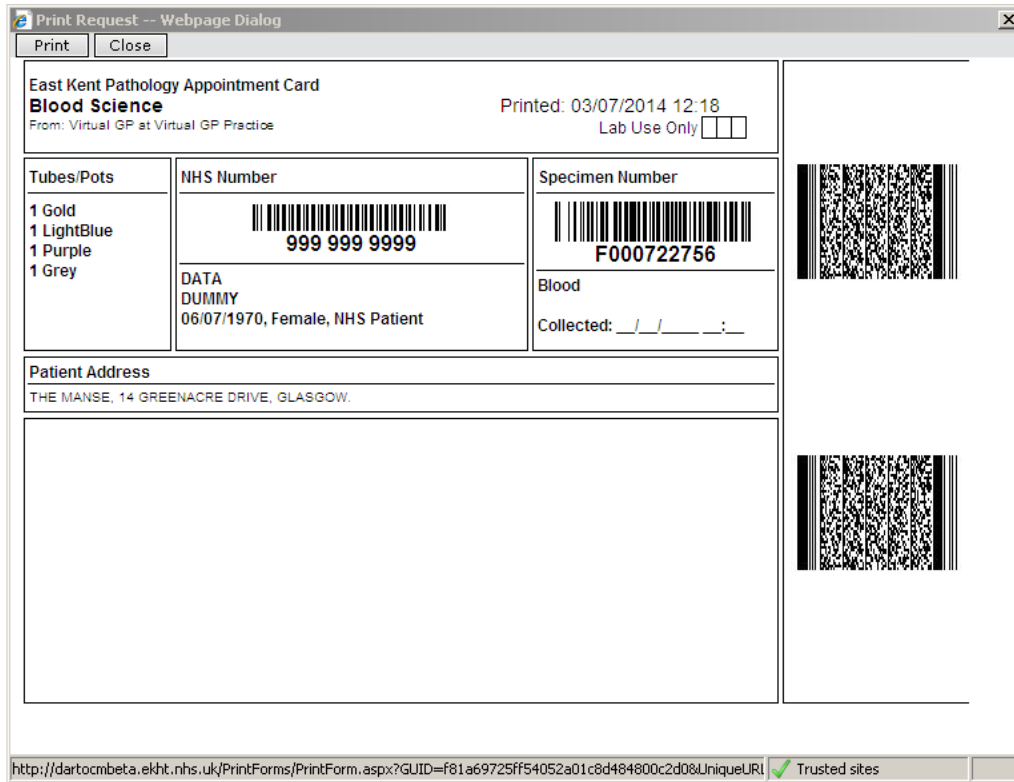 Print Request -- Webpage Dialog
Print Close
East Kent Pathology Appointment Card
Blood Science
Printed: 03/07/2014 12:18
From: Virtual GP at Virtual GP Practice
Lab Use Only
Tubes/Pots
1 Gold
1 LightBlue
1 Purple
1 Grey
NHS Number
999 999 9999
DATA
DUMMY
06/07/1970, Female, NHS Patient
Specimen Number
F000722756
Blood
Collected: __/__/____ __:__
Patient Address
THE MANSE, 14 GREENACRE DRIVE, GLASGOW.
http://dartocmbeta.ekht.nhs.uk/PrintForms/PrintForm.aspx?GUID=f81a69725ff54052a01c8d484800c2d0&UniqueURL
Trusted sites